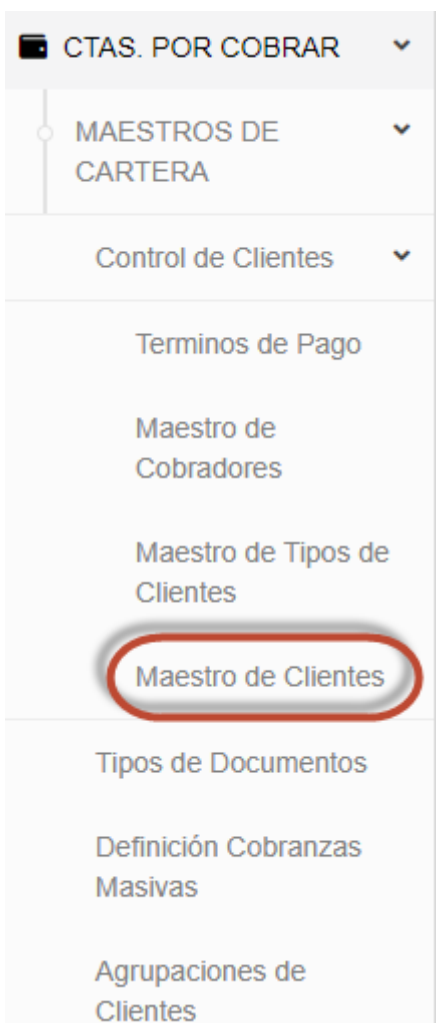 CTAS. POR COBRAR
MAESTROS DE
CARTERA
Control de Clientes
Terminos de Pago
Maestro de
Cobradores
Maestro de Tipos de
Clientes
Maestro de Clientes
Tipos de Documentos
Definición Cobranzas
Masivas
Agrupaciones de
Clientes